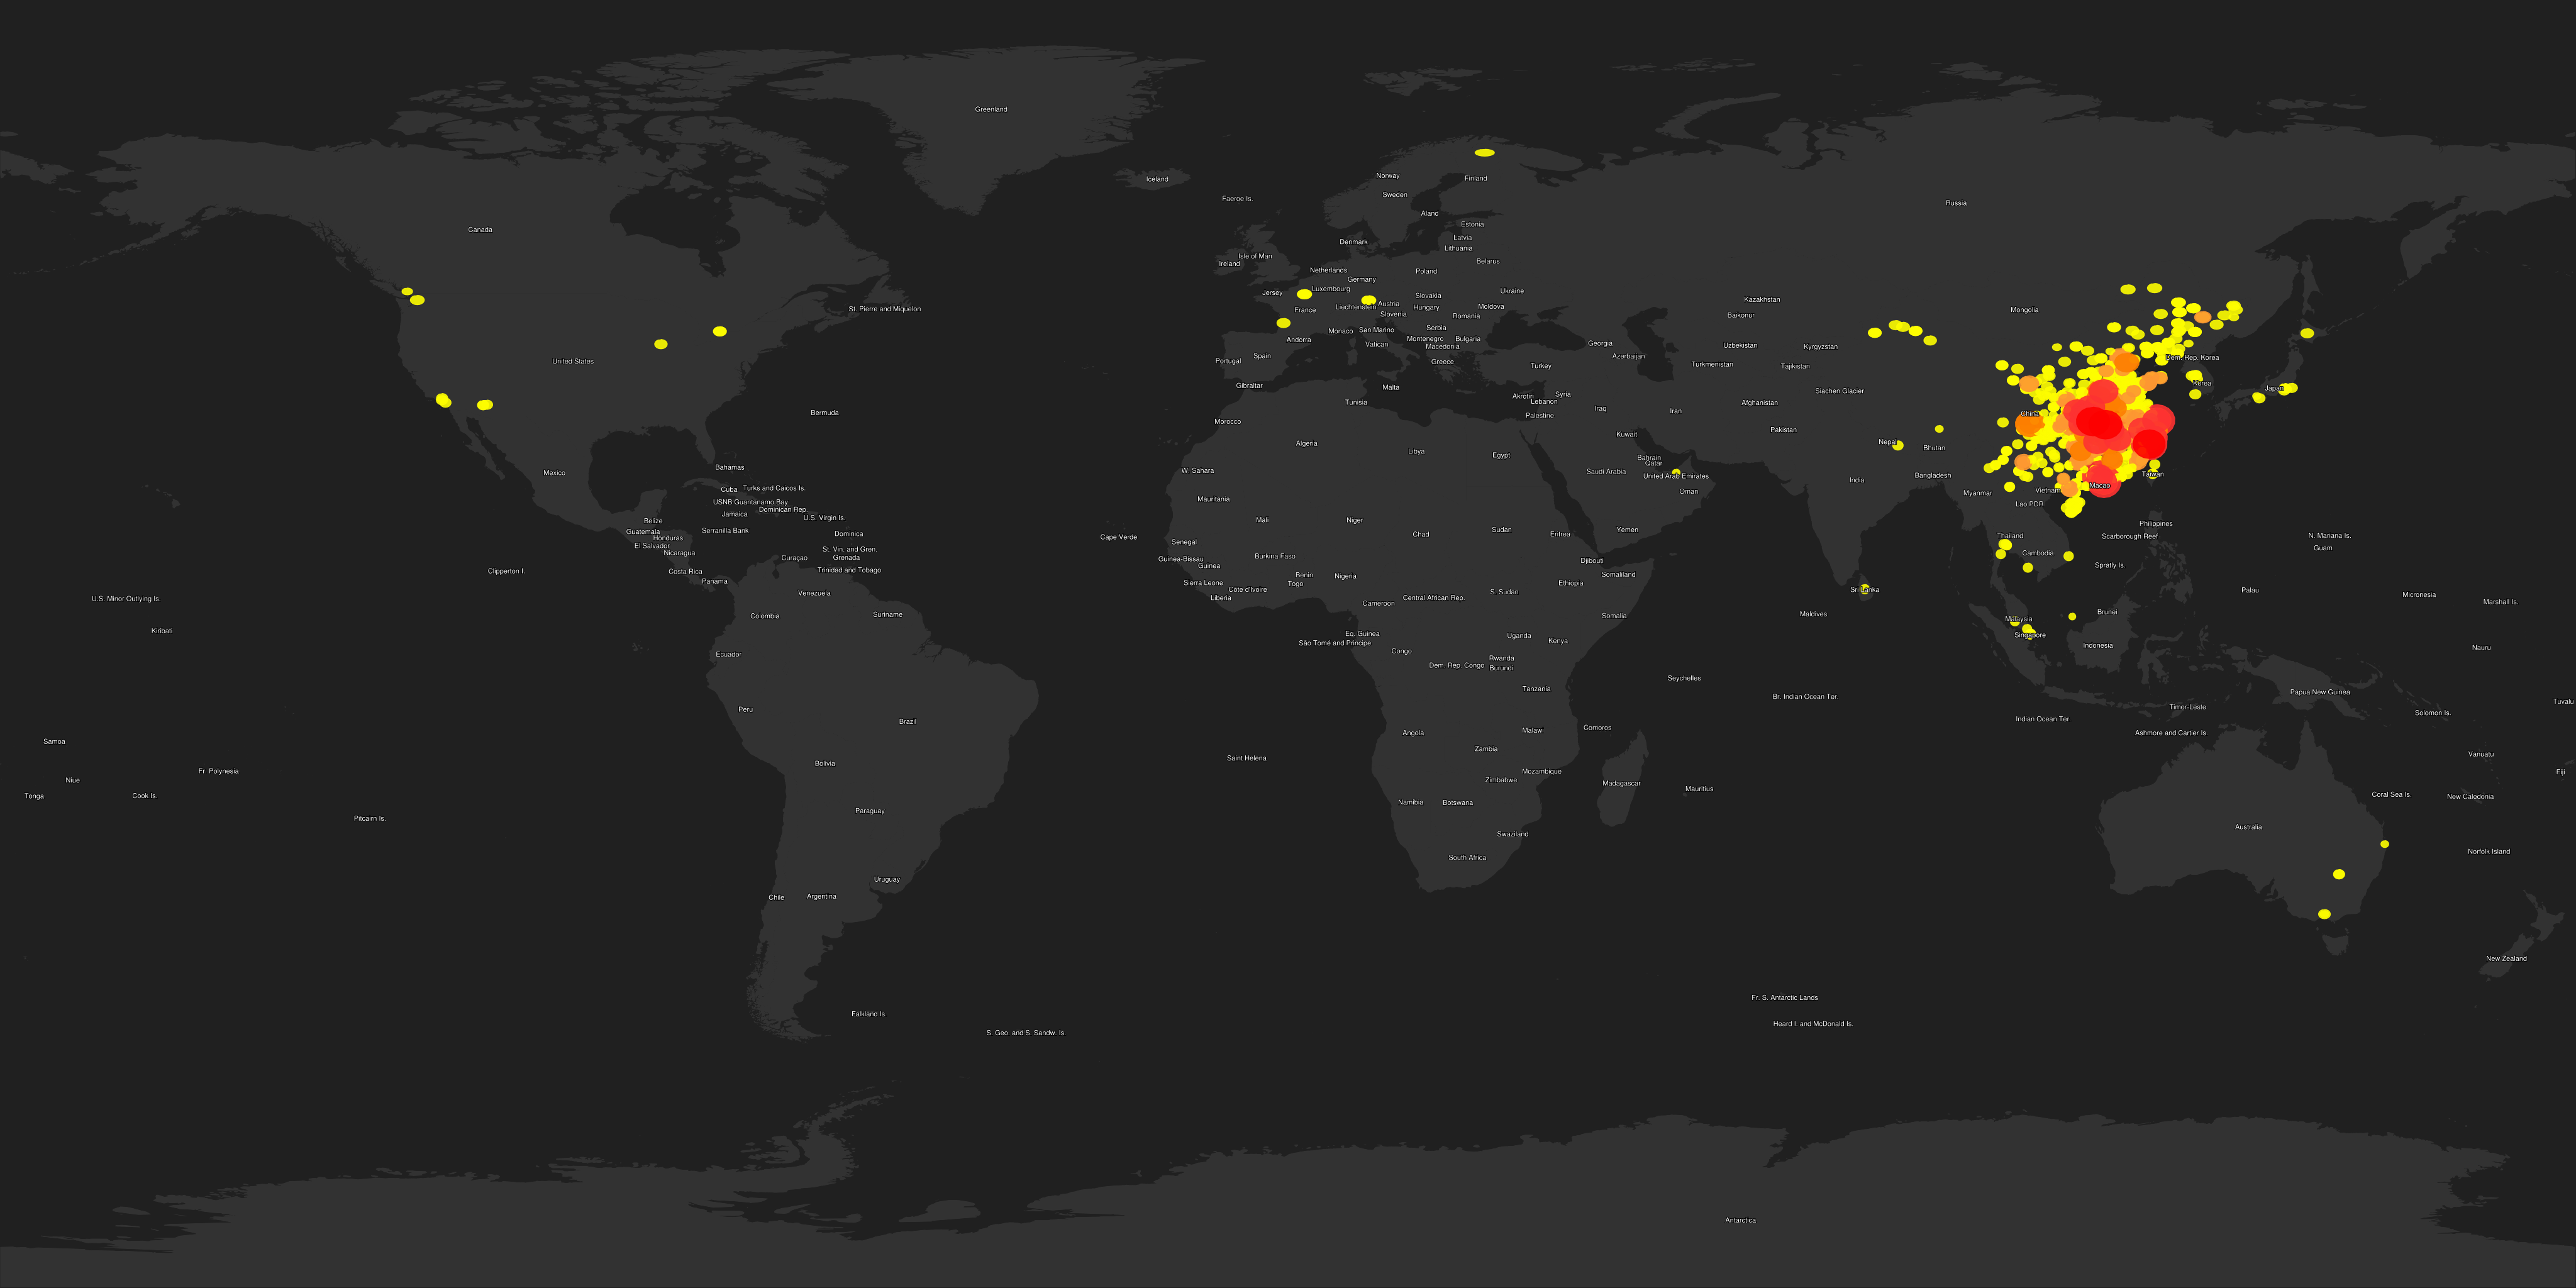 Greenland
Iceland
Norway
Finland
Sweden
Faeroe Is.
Russia
Aland
Canada
Estonia
Latvia
Denmark
Lithuania
Isle of Man
Ireland
Belarus
Netherlands
Poland
Germany
Luxembourg
Jersey
Ukraine
Slovakia
Kazakhstan
Liechtenstein
Austria
Hungary
Moldova
St. Pierre and Miquelon
France
Mongolia
Slovenia
Romania
Baikonur
Serbia
Monaco
San Marino
Andorra
Montenegro
Bulgaria
Vatican
Macedonia
Georgia
Uzbekistan
Kyrgyzstan
Azerbaijan
Dem. Rep. Korea
United States
Portugal
Spain
Greece
Turkey
Turkmenistan
Tajikistan
Gibraltar
Malta
Korea
Japan
Siachen Glacier
Tunisia
Akrotiri
Syria
Lebanon
Iraq
Iran
Afghanistan
Bermuda
Palestine
China
Morocco
Pakistan
Kuwait
Algeria
Libya
Egypt
Nepal
Bhutan
Bahrain
Qatar
Bahamas
Mexico
W. Sahara
Saudi Arabia
United Arab Emirates
India
Bangladesh
Taiwan
Macao
Cuba
Turks and Caicos Is.
Oman
Myanmar
Vietnam
USNB Guantanamo Bay
Mauritania
Lao PDR
Dominican Rep.
Jamaica
U.S. Virgin Is.
Belize
Mali
Niger
Philippines
Guatemala
Serranilla Bank
Sudan
Yemen
Dominica
Chad
Eritrea
Honduras
Cape Verde
Thailand
Scarborough Reef
N. Mariana Is.
El Salvador
Senegal
Guam
Nicaragua
St. Vin. and Gren.
Cambodia
Grenada
Curaçao
Burkina Faso
Guinea-Bissau
Djibouti
Guinea
Spratly Is.
Clipperton I.
Costa Rica
Trinidad and Tobago
Benin
Nigeria
Somaliland
Panama
Sierra Leone
Togo
Ethiopia
Côte d'Ivoire
Sri Lanka
Palau
Venezuela
S. Sudan
Micronesia
U.S. Minor Outlying Is.
Liberia
Central African Rep.
Cameroon
Marshall Is.
Colombia
Suriname
Somalia
Maldives
Brunei
Malaysia
Kiribati
Eq. Guinea
Uganda
Singapore
São Tomé and Principe
Kenya
Indonesia
Nauru
Congo
Ecuador
Rwanda
Dem. Rep. Congo
Burundi
Seychelles
Tanzania
Papua New Guinea
Br. Indian Ocean Ter.
Tuvalu
Peru
Timor-Leste
Solomon Is.
Brazil
Indian Ocean Ter.
Comoros
Malawi
Angola
Ashmore and Cartier Is.
Samoa
Zambia
Vanuatu
Saint Helena
Bolivia
Fr. Polynesia
Mozambique
Fiji
Niue
Zimbabwe
Madagascar
Mauritius
Tonga
Cook Is.
Coral Sea Is.
New Caledonia
Namibia
Botswana
Paraguay
Pitcairn Is.
Australia
Swaziland
Norfolk Island
South Africa
Uruguay
Chile
Argentina
New Zealand
Fr. S. Antarctic Lands
Falkland Is.
Heard I. and McDonald Is.
S. Geo. and S. Sandw. Is.
Antarctica